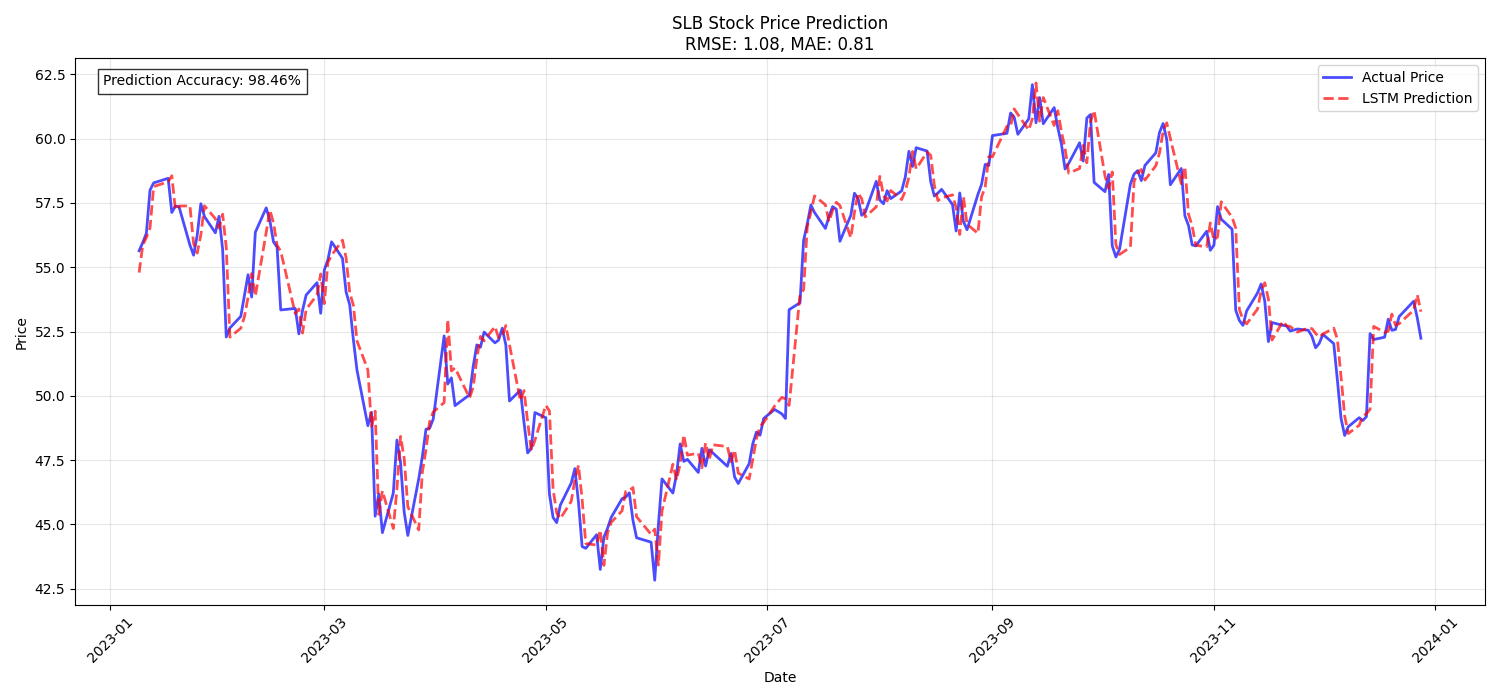 SLB Stock Price Prediction
RMSE: 1.08, MAE: 0.81
Prediction Accuracy: 98.46%
Actual Price
LSTM Prediction
Price
62.5
60.0
57.5
55.0
52.5
50.0
47.5
45.0
42.5
2023-01
2023-03
2023-05
2023-07
2023-09
2023-11
2024-01
Date